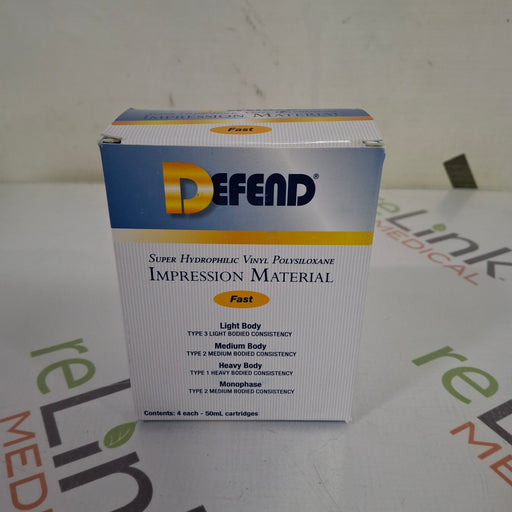 IMPRESSION MATERIAL
Fast
DEFEND®
SUPER HYDROPHILIC VINYL POLYSILOXANE
IMPRESSION MATERIAL
Fast
Light Body
TYPE 3 LIGHT BODIED CONSISTENCY
Medium Body
TYPE 2 MEDIUM BODIED CONSISTENCY
Heavy Body
TYPE 1 HEAVY BODIED CONSISTENCY
Monophase
TYPE 2 MEDIUM BODIED CONSISTENCY
Contents: 4 each - 50mL cartridges
reLink
MEDICAL
reLink
MEDICAL
reLink
MEDICAL